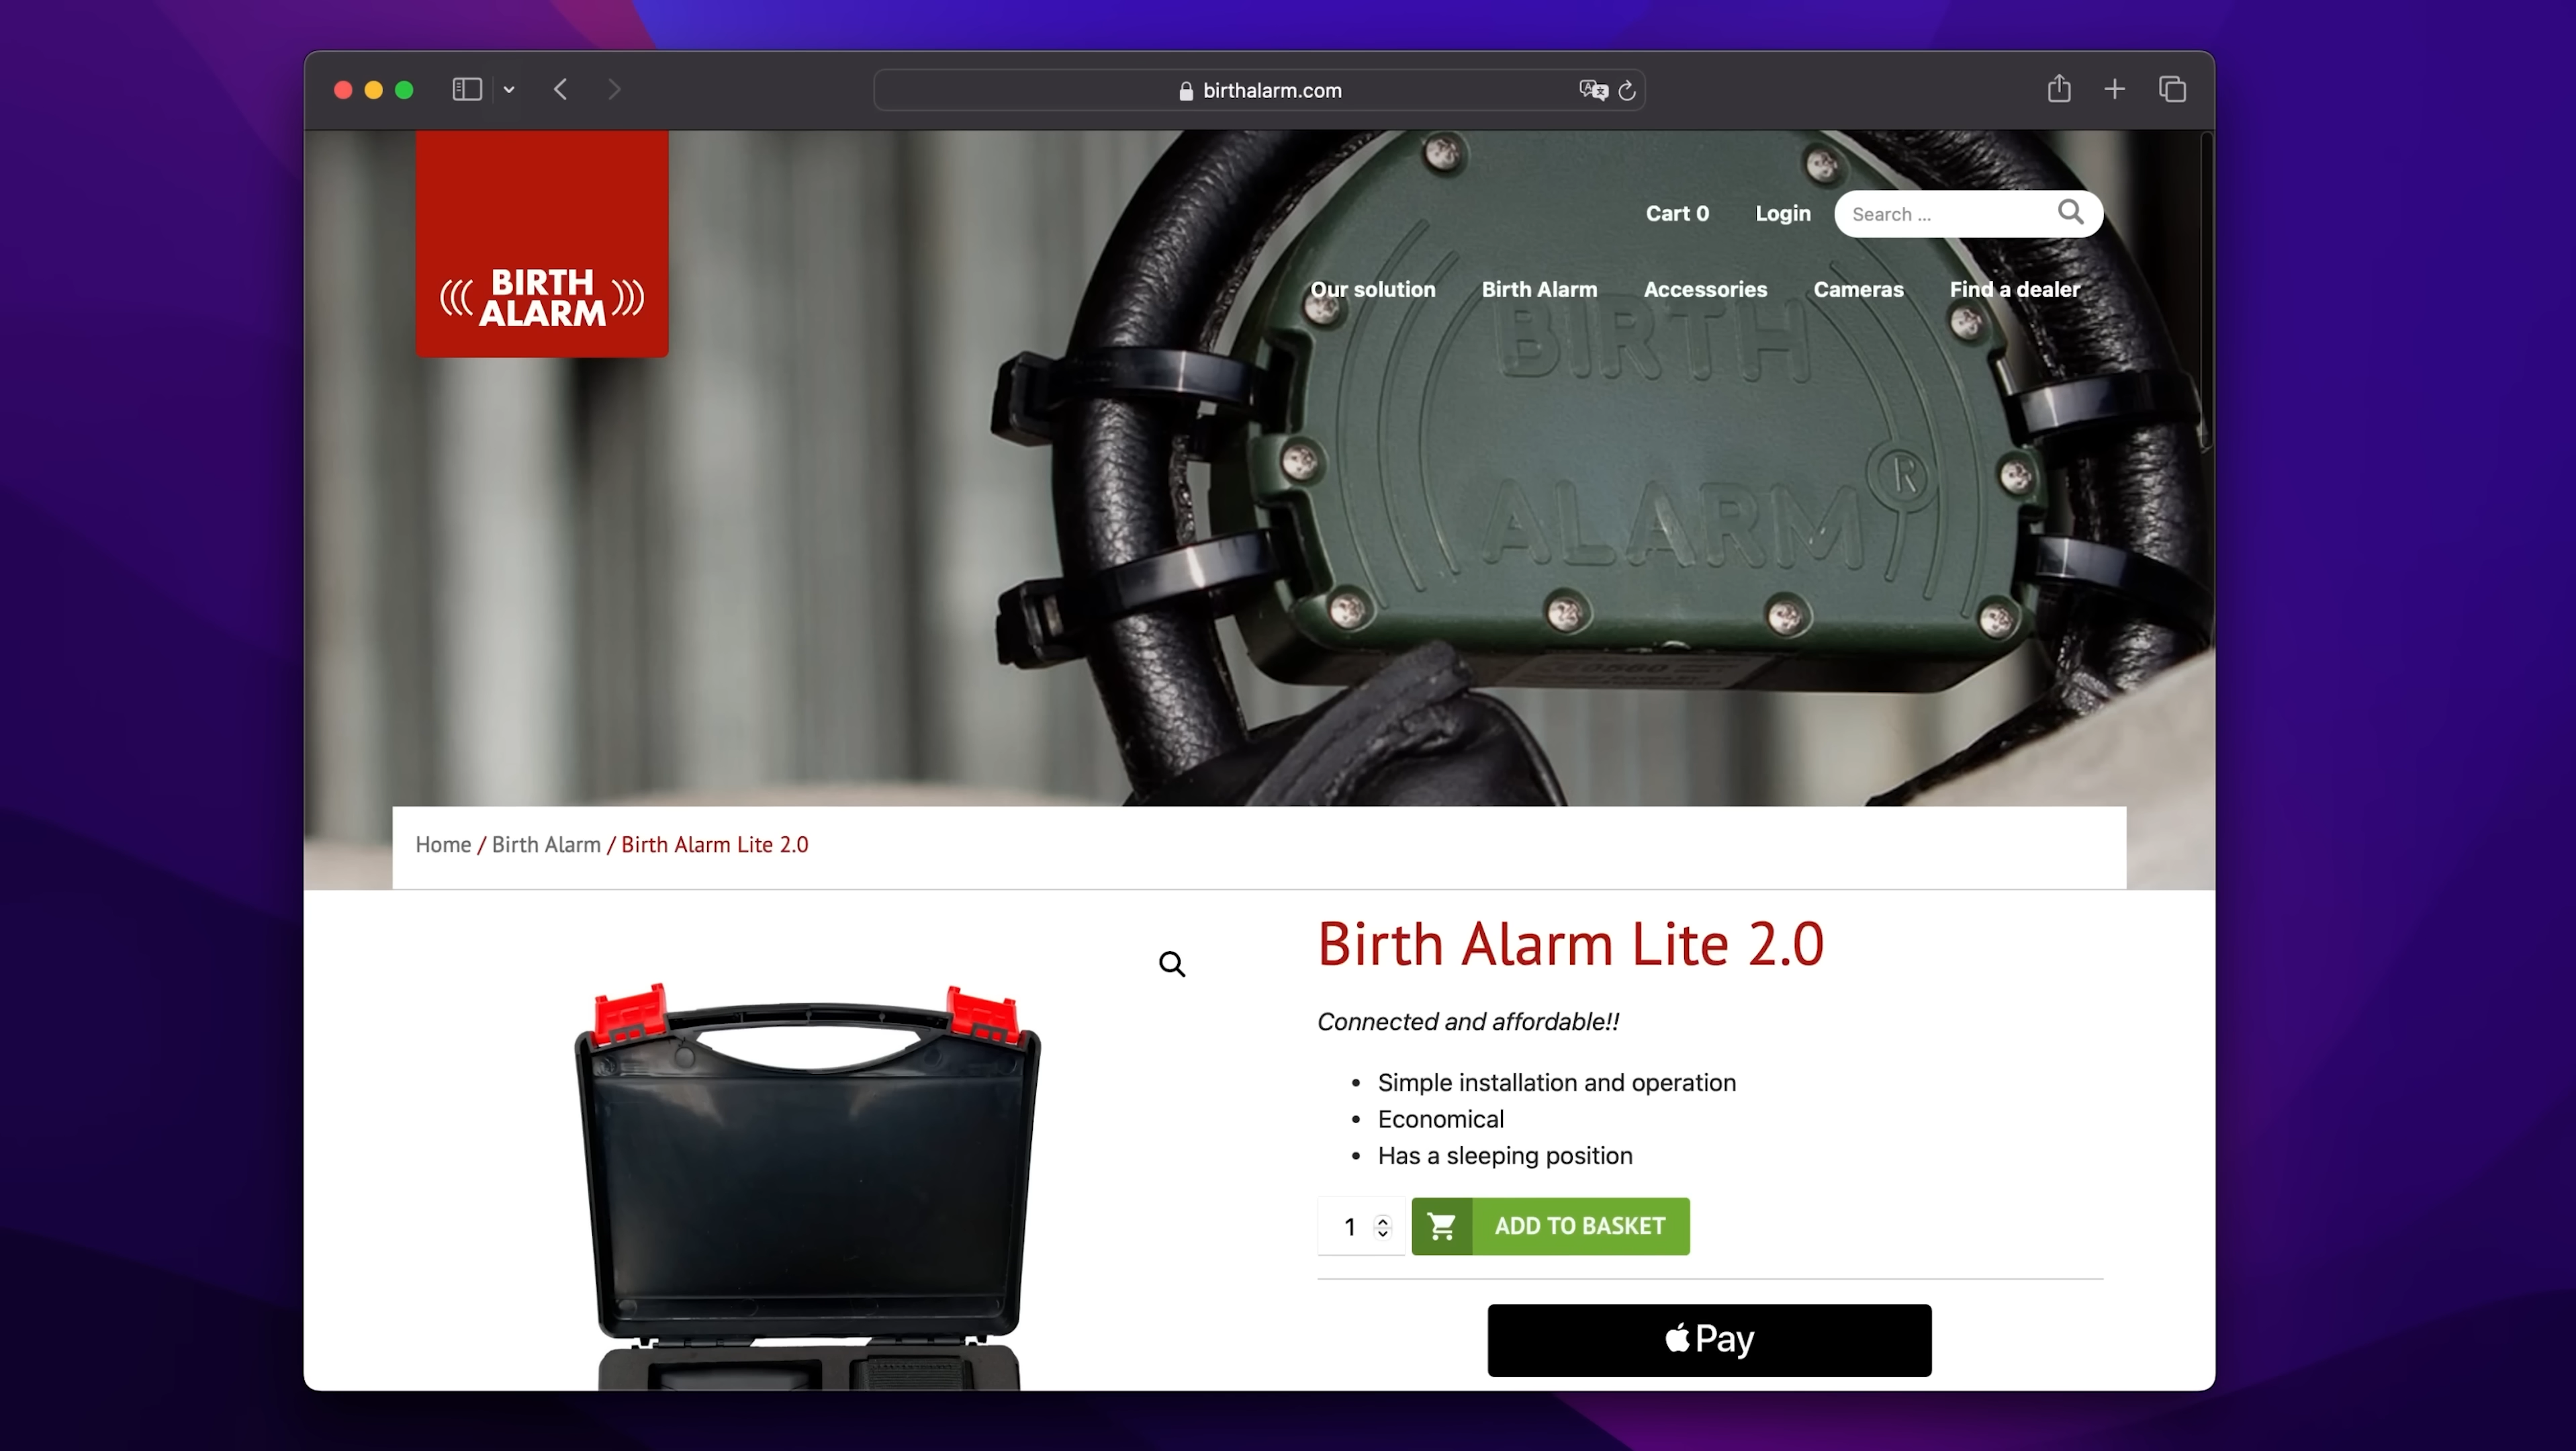 birthalarm.com
BIRTH
ALARM
Cart 0
Login
Search ...
Our solution
Birth Alarm
Accessories
Cameras
Find a dealer
BIRTH
ALARM
R
Home / Birth Alarm / Birth Alarm Lite 2.0
Birth Alarm Lite 2.0
Connected and affordable!!
• Simple installation and operation
• Economical
• Has a sleeping position
1
ADD TO BASKET
Pay